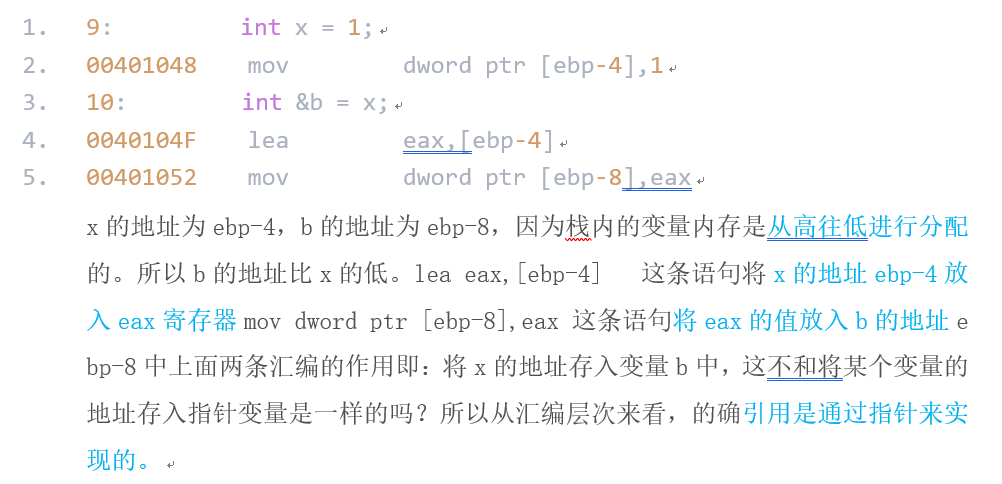 1. 9: int x = 1;
2. 00401048 mov dword ptr [ebp-4],1
3. 10: int &b = x;
4. 0040104F lea eax,[ebp-4]
5. 00401052 mov dword ptr [ebp-8],eax
x 的地址为 ebp-4，b 的地址为 ebp-8，因为栈内的变量内存是从高往低进行分配
的。所以 b 的地址比 x 的低。lea eax,[ebp-4] 这条语句将 x 的地址 ebp-4 放
入 eax 寄存器 mov dword ptr [ebp-8],eax 这条语句将 eax 的值放入 b 的地址 e
bp-8 中上面两条汇编的作用即：将 x 的地址存入变量 b 中，这不和将某个变量的
地址存入指针变量是一样的吗？所以从汇编层次来看，的确引用是通过指针来实
现的。